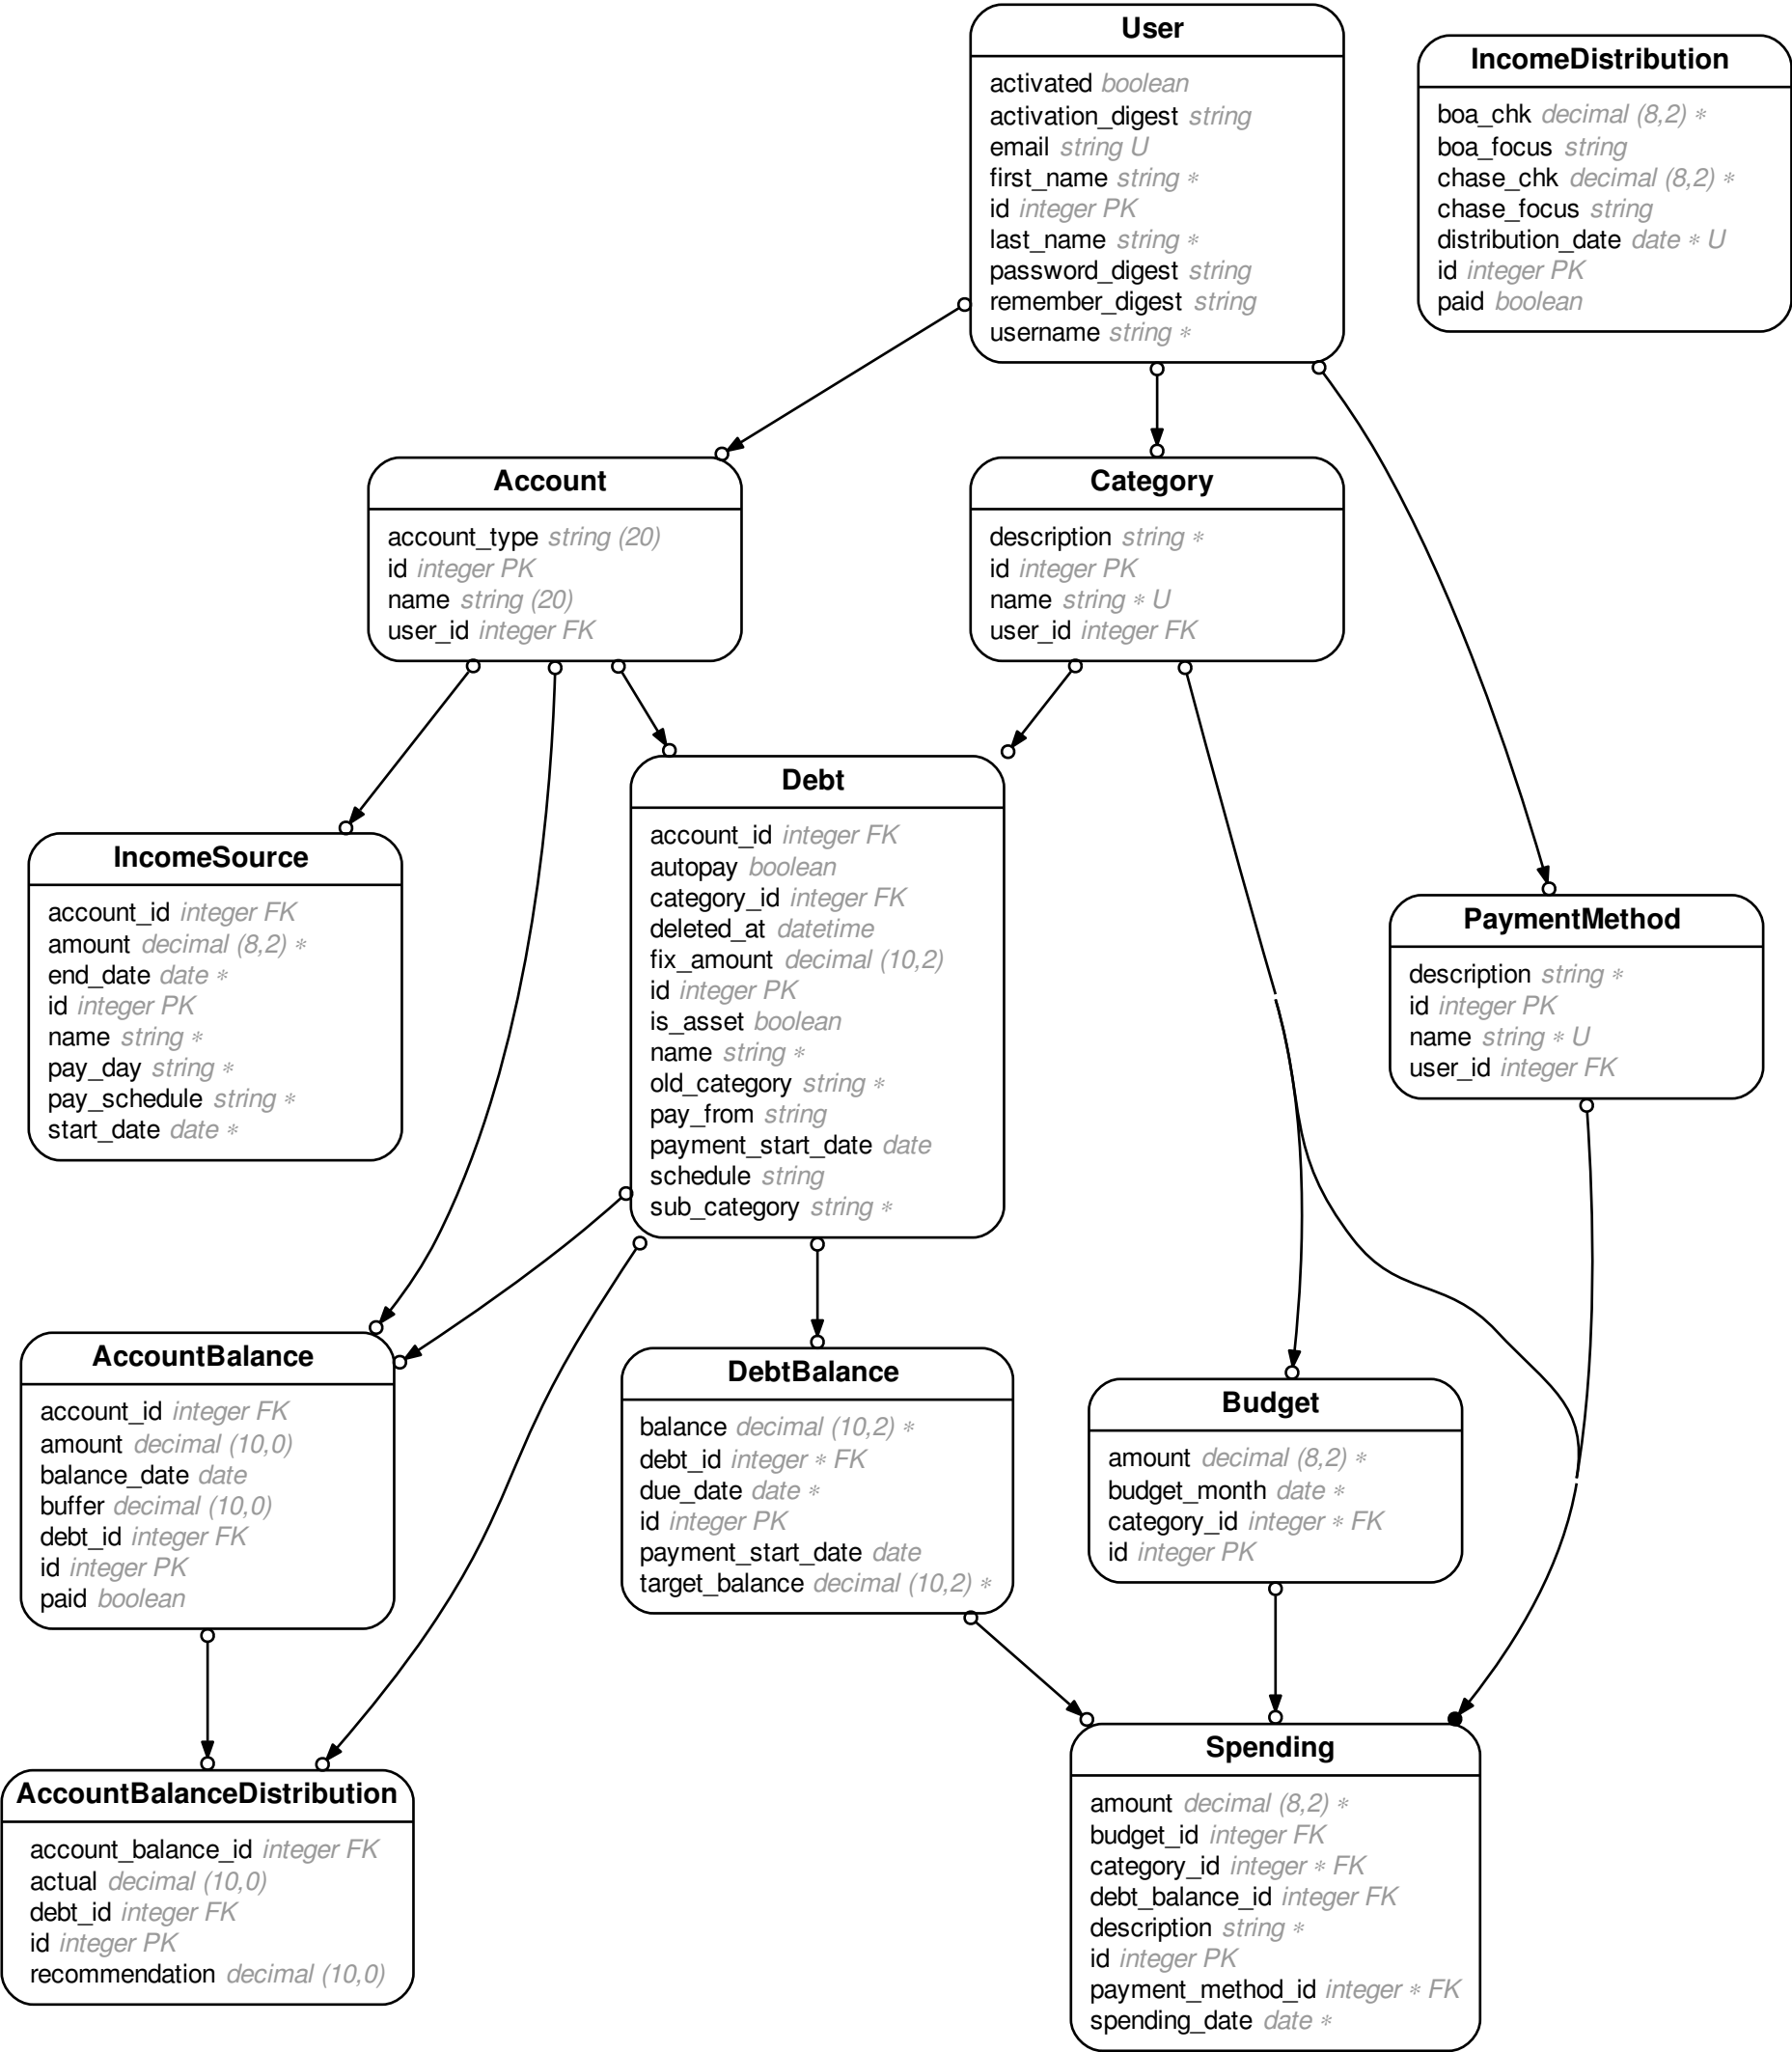 User
activated boolean
activation_digest string
email string U
first_name string ∗
id integer PK
last_name string ∗
password_digest string
remember_digest string
username string ∗
IncomeDistribution
boa_chk decimal (8,2) ∗
boa_focus string
chase_chk decimal (8,2) ∗
chase_focus string
distribution_date date ∗ U
id integer PK
paid boolean
Account
account_type string (20)
id integer PK
name string (20)
user_id integer FK
Category
description string ∗
id integer PK
name string ∗ U
user_id integer FK
Debt
account_id integer FK
autopay boolean
category_id integer FK
deleted_at datetime
fix_amount decimal (10,2)
id integer PK
is_asset boolean
name string ∗
old_category string ∗
pay_from string
payment_start_date date
schedule string
sub_category string ∗
IncomeSource
account_id integer FK
amount decimal (8,2) ∗
end_date date ∗
id integer PK
name string ∗
pay_day string ∗
pay_schedule string ∗
start_date date ∗
PaymentMethod
description string ∗
id integer PK
name string ∗ U
user_id integer FK
AccountBalance
account_id integer FK
amount decimal (10,0)
balance_date date
buffer decimal (10,0)
debt_id integer FK
id integer PK
paid boolean
DebtBalance
balance decimal (10,2) ∗
debt_id integer ∗ FK
due_date date ∗
id integer PK
payment_start_date date
target_balance decimal (10,2) ∗
Budget
amount decimal (8,2) ∗
budget_month date ∗
category_id integer ∗ FK
id integer PK
AccountBalanceDistribution
account_balance_id integer FK
actual decimal (10,0)
debt_id integer FK
id integer PK
recommendation decimal (10,0)
Spending
amount decimal (8,2) ∗
budget_id integer FK
category_id integer ∗ FK
debt_balance_id integer FK
description string ∗
id integer PK
payment_method_id integer ∗ FK
spending_date date ∗